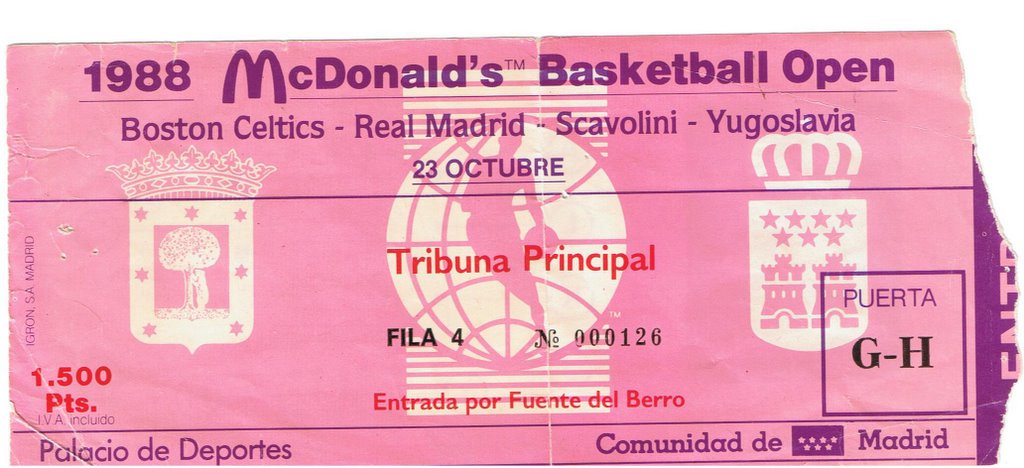 1988 McDonald's™ Basketball Open
Boston Celtics - Real Madrid - Scavolini - Yugoslavia
23 OCTUBRE
IGRON, S.A. MADRID
Tribuna Principal
TM
PUERTA
G-H
FILA 4 № 000126
1.500
Pts.
I.V.A. incluido
Entrada por Fuente del Berro
Palacio de Deportes
Comunidad de Madrid